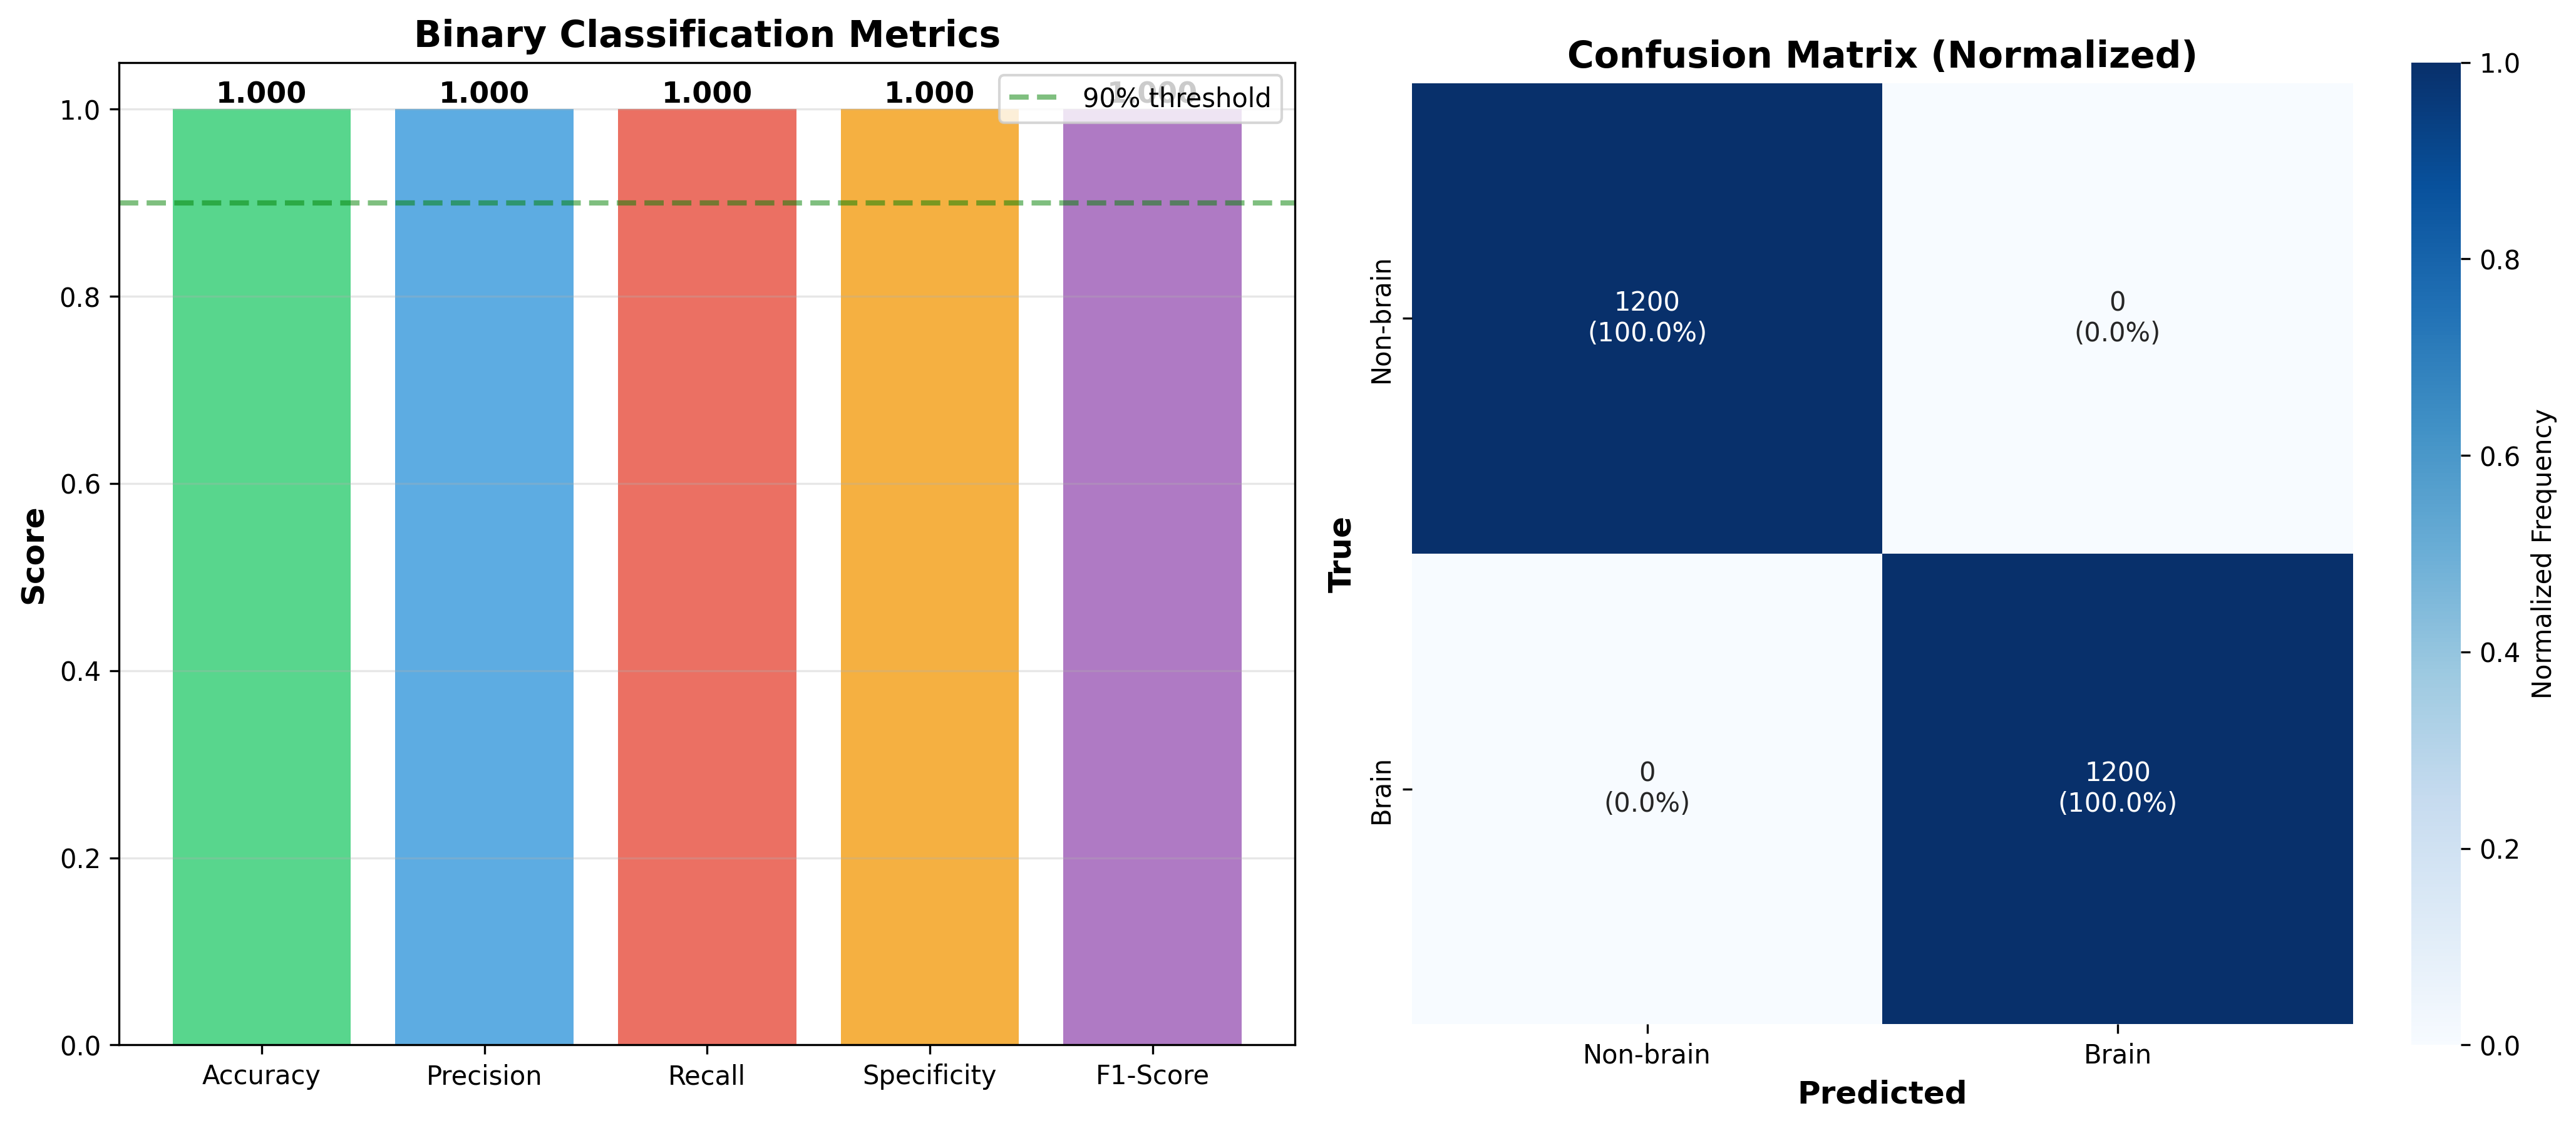 Binary Classification Metrics
1.000
1.000
1.000
1.000
1.000
90% threshold
1.0
0.8
0.6
0.4
0.2
0.0
Score
Accuracy
Precision
Recall
Specificity
F1-Score
Confusion Matrix (Normalized)
True
Non-brain
Brain
1200
(100.0%)
0
(0.0%)
0
(0.0%)
1200
(100.0%)
Non-brain
Brain
Predicted
1.0
0.8
0.6
0.4
0.2
0.0
Normalized Frequency